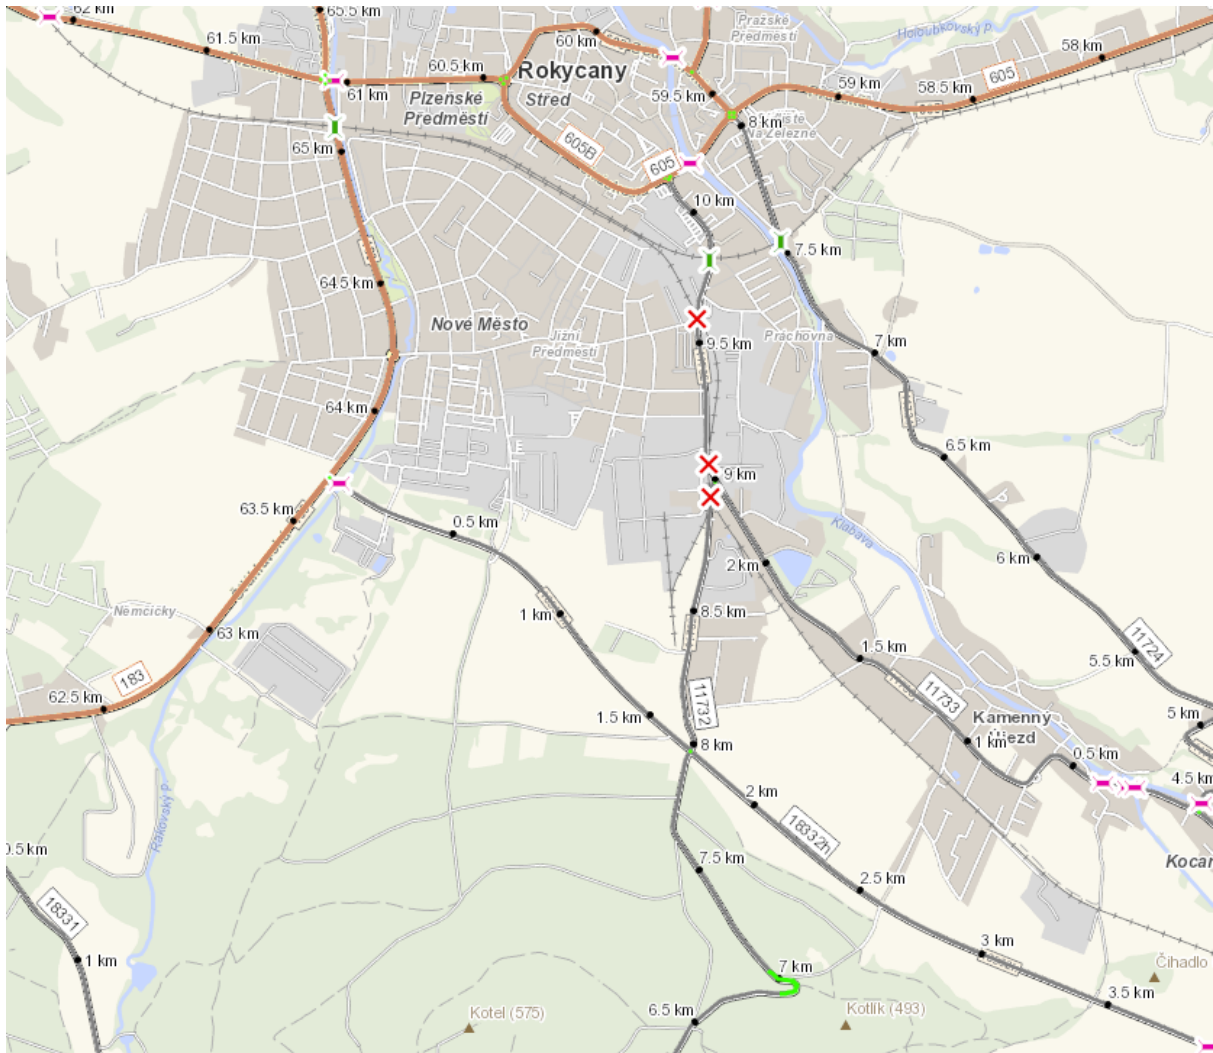 62 km
65.5 km
Pražské
Předměstí
Holoubkovský p.
61.5 km
60 km
58 km
60.5 km
Rokycany
605
61 km
Plzeňské
Předměstí
Střed
59.5 km
59 km
58.5 km
8 km
65 km
605B
605
10 km
7.5 km
64.5 km
Nové Město
Jižní
Předměstí
9.5 km
Práchovna
7 km
64 km
6.5 km
9 km
63.5 km
0.5 km
Klabava
2 km
6 km
1 km
8.5 km
Němčičky
63 km
1.5 km
11724
5.5 km
183
62.5 km
11732
11733
1.5 km
Kamenný
Újezd
5 km
8 km
1 km
0.5 km
4.5 km
2 km
Rakovský p.
18332h
0.5 km
7.5 km
2.5 km
18331
3 km
1 km
7 km
Čihadlo
3.5 km
6.5 km
Kotel (575)
Kotlík (493)